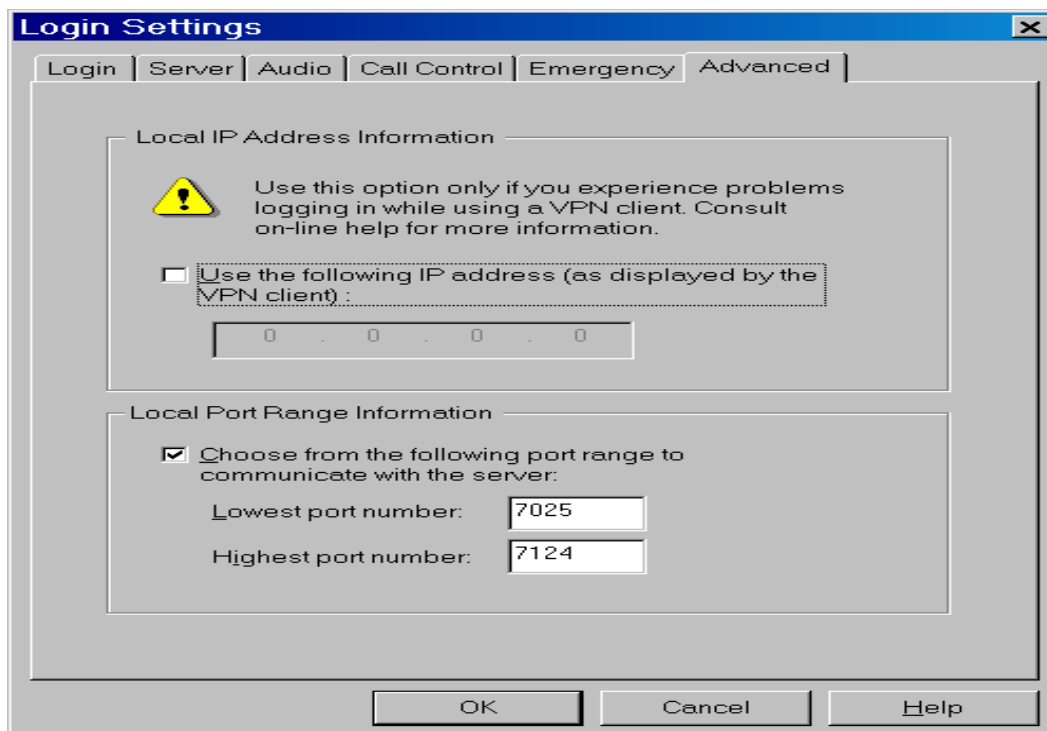 Login Settings
Login Server Audio Call Control Emergency Advanced
Local IP Address Information
Use this option only if you experience problems
logging in while using a VPN client. Consult
on-line help for more information.
Use the following IP address (as displayed by the
VPN client) :
0 . 0 . 0 . 0
Local Port Range Information
Choose from the following port range to
communicate with the server:
Lowest port number: 7025
Highest port number: 7124
OK Cancel Help